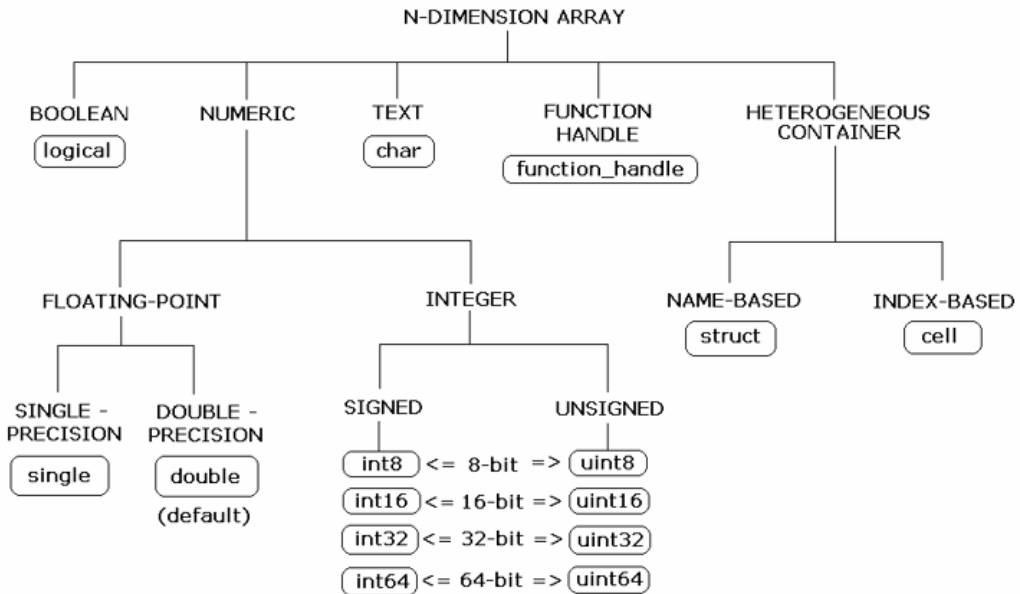 N-DIMENSION ARRAY
BOOLEAN
logical
NUMERIC
TEXT
char
FUNCTION
HANDLE
function_handle
HETEROGENEOUS
CONTAINER
FLOATING-POINT
INTEGER
NAME-BASED
struct
INDEX-BASED
cell
SINGLE -
PRECISION
single
DOUBLE -
PRECISION
double
(default)
SIGNED
UNSIGNED
int8 <= 8-bit => uint8
int16 <= 16-bit => uint16
int32 <= 32-bit => uint32
int64 <= 64-bit => uint64